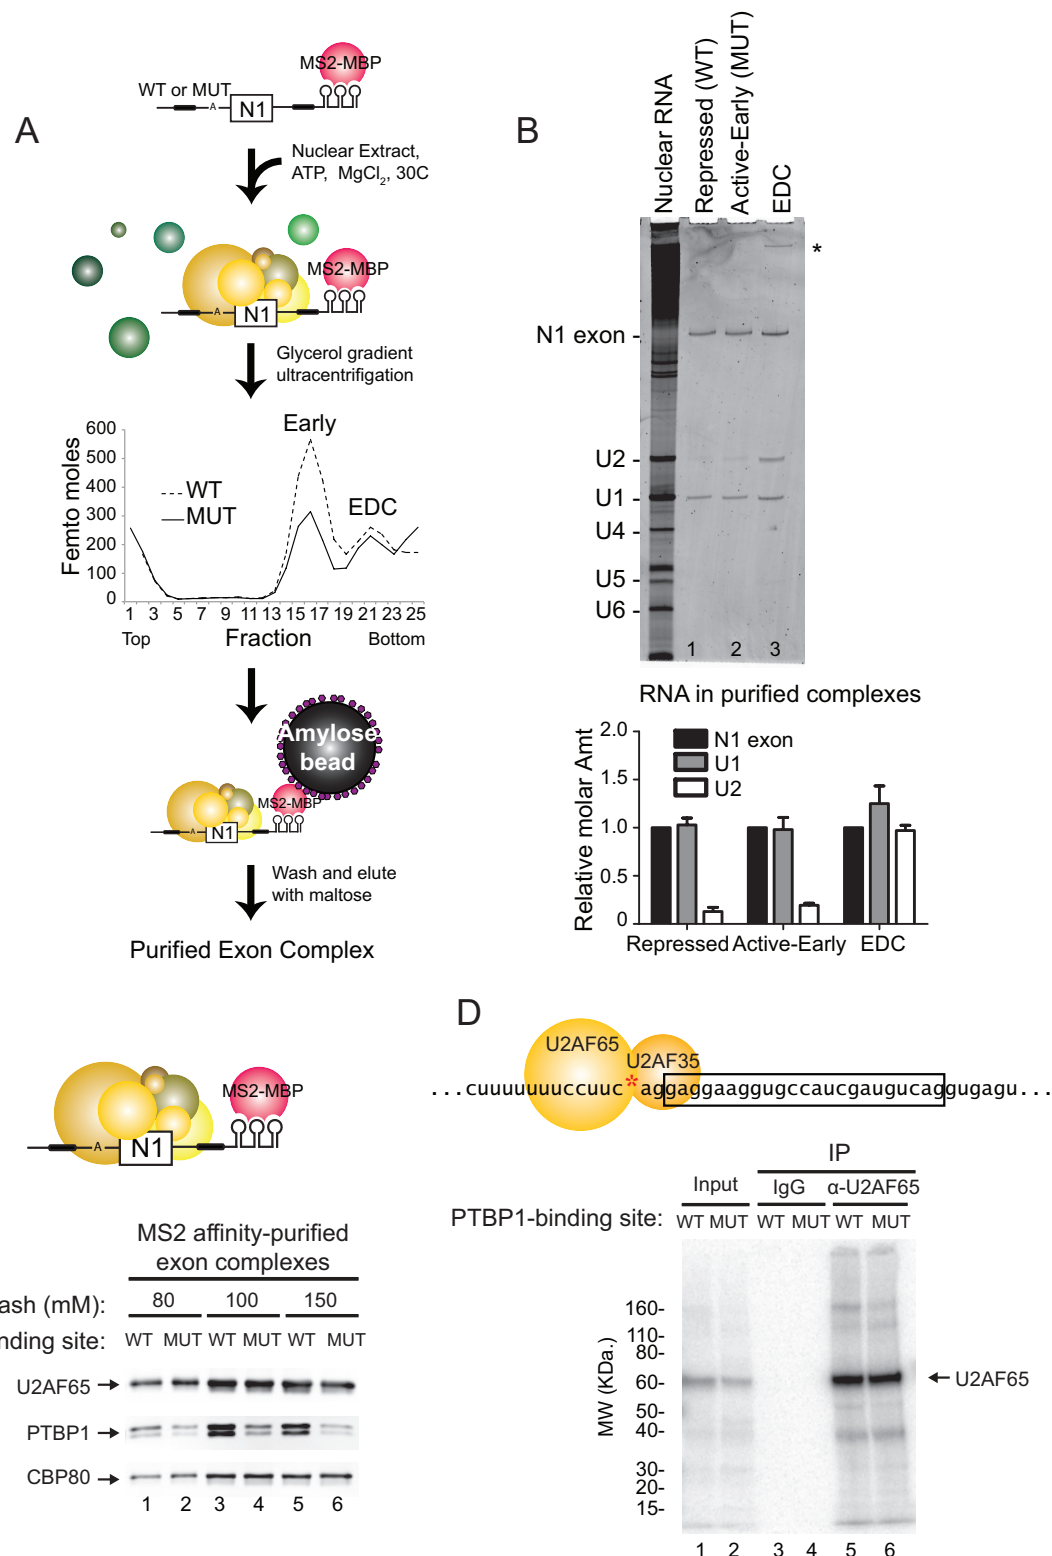 A
WT or MUT
A
N1
MS2-MBP
Nuclear Extract,
ATP, MgCl2, 30C
MS2-MBP
A
N1
Glycerol gradient
ultracentrifigation
Early
EDC
WT
MUT
Femto moles
600
500
400
300
200
100
0
1 3 5 7 9 11 13 15 17 19 21 23 25
Top
Fraction
Bottom
Amylose
bead
MS2-MBP
A
N1
Wash and elute
with maltose
Purified Exon Complex
B
Nuclear RNA
Repressed (WT)
Active-Early (MUT)
EDC
*
N1 exon -
U2 -
U1 -
U4 -
U5 -
U6 -
1 2 3
RNA in purified complexes
Relative molar Amt
2.0
1.5
1.0
0.5
0
N1 exon
U1
U2
Repressed Active-Early EDC
MS2-MBP
A
N1
MS2 affinity-purified
exon complexes
ash (mM): 80 100 150
nding site: WT MUT WT MUT WT MUT
U2AF65
PTBP1
CBP80
1 2 3 4 5 6
D
U2AF65
U2AF35
...cuuuuuuuccuuc*aggaggaaggugccaucgaugucaggugagu...
IP
Input IgG α-U2AF65
PTBP1-binding site: WT MUT WT MUT WT MUT
MW (KDa.)
160-
110-
80-
60-
50-
40-
30-
20-
15-
U2AF65
1 2 3 4 5 6